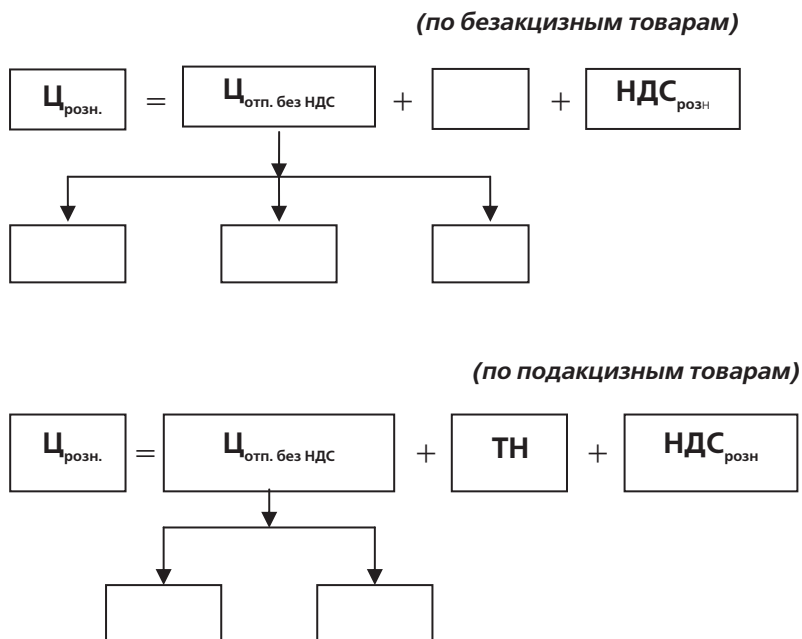 (по безакцизным товарам)
Ц розн. = Ц отп. без НДС + + НДС розн
(по подакцизным товарам)
Ц розн. = Ц отп. без НДС + ТН + НДС розн